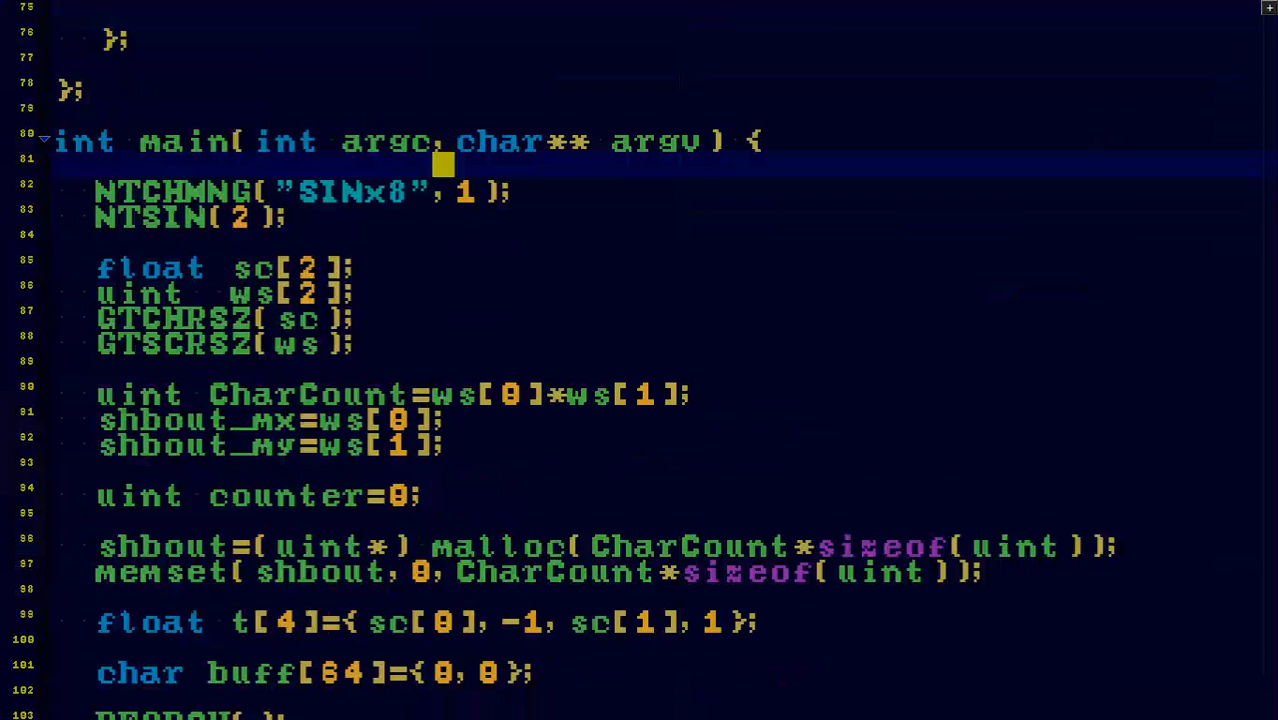 75
76 };
77
78 };
79
80 int main( int argc, char** argv ) {
81
82 NTCHMNG( "SINx8", 1 );
83 NTSIN( 2 );
84
85 float sc[ 2 ];
86 uint ws[ 2 ];
87 GTCHRSZ( sc );
88 GTSCRSZ( ws );
89
90 uint CharCount=ws[ 0 ]*ws[ 1 ];
91 shbout_mx=ws[ 0 ];
92 shbout_my=ws[ 1 ];
93
94 uint counter=0;
95
96 shbout=( uint* ) malloc( CharCount*sizeof( uint ) );
97 memset( shbout, 0, CharCount*sizeof( uint ) );
98
99 float t[ 4 ]={ sc[ 0 ], -1, sc[ 1 ], 1 };
100
101 char buff[ 64 ]={ 0, 0 };
102
103
+